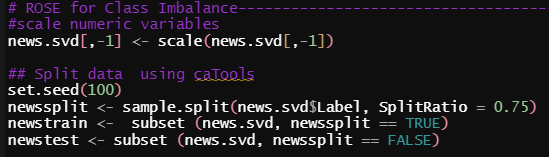 # ROSE for Class Imbalance-----------------------------------
#scale numeric variables
news.svd[,-1] <- scale(news.svd[,-1])
## Split data  using caTools
set.seed(100)
newssplit <- sample.split(news.svd$Label, SplitRatio = 0.75)
newstrain <-  subset (news.svd, newssplit == TRUE)
newstest <- subset (news.svd, newssplit == FALSE)